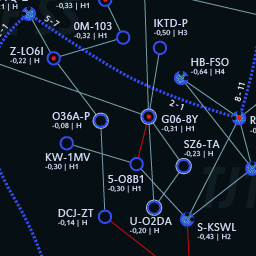 -0,33 | H1
5-7
0M-103
-0,32 | H1
IKTD-P
-0,50 | H3
Z-LO6I
-0,22 | H
HB-FSO
-0,64 | H4
8-11
2-1
O36A-P
-0,08 | H
G06-8Y
-0,31 | H1
SZ6-TA
-0,23 | H
KW-1MV
-0,30 | H1
5-O8B1
-0,30 | H1
DCJ-ZT
-0,14 | H
U-O2DA
-0,20 | H
S-KSWL
-0,43 | H2